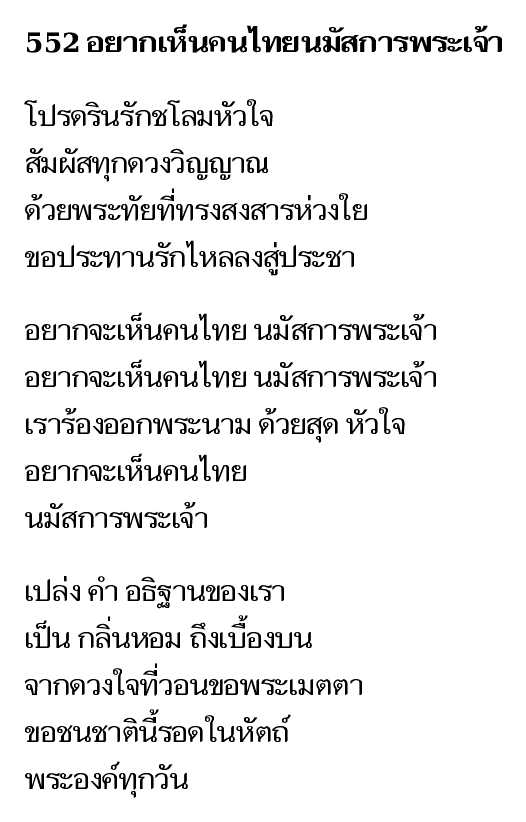 552 อยากเห็นคนไทยนมัสการพระเจ้า
โปรดรินรักชโลมหัวใจ
สัมผัสทุกดวงวิญญาณ
ด้วยพระทัยที่ทรงสงสารห่วงใย
ขอประทานรักไหลลงสู่ประชา
อยากจะเห็นคนไทย นมัสการพระเจ้า
อยากจะเห็นคนไทย นมัสการพระเจ้า
เราร้องออกพระนาม ด้วยสุด หัวใจ
อยากจะเห็นคนไทย
นมัสการพระเจ้า
เปล่ง คำ อธิฐานของเรา
เป็น กลิ่นหอม ถึงเบื้องบน
จากดวงใจที่วอนขอพระเมตตา
ขอชนชาตินี้รอดในหัตถ์
พระองค์ทุกวัน